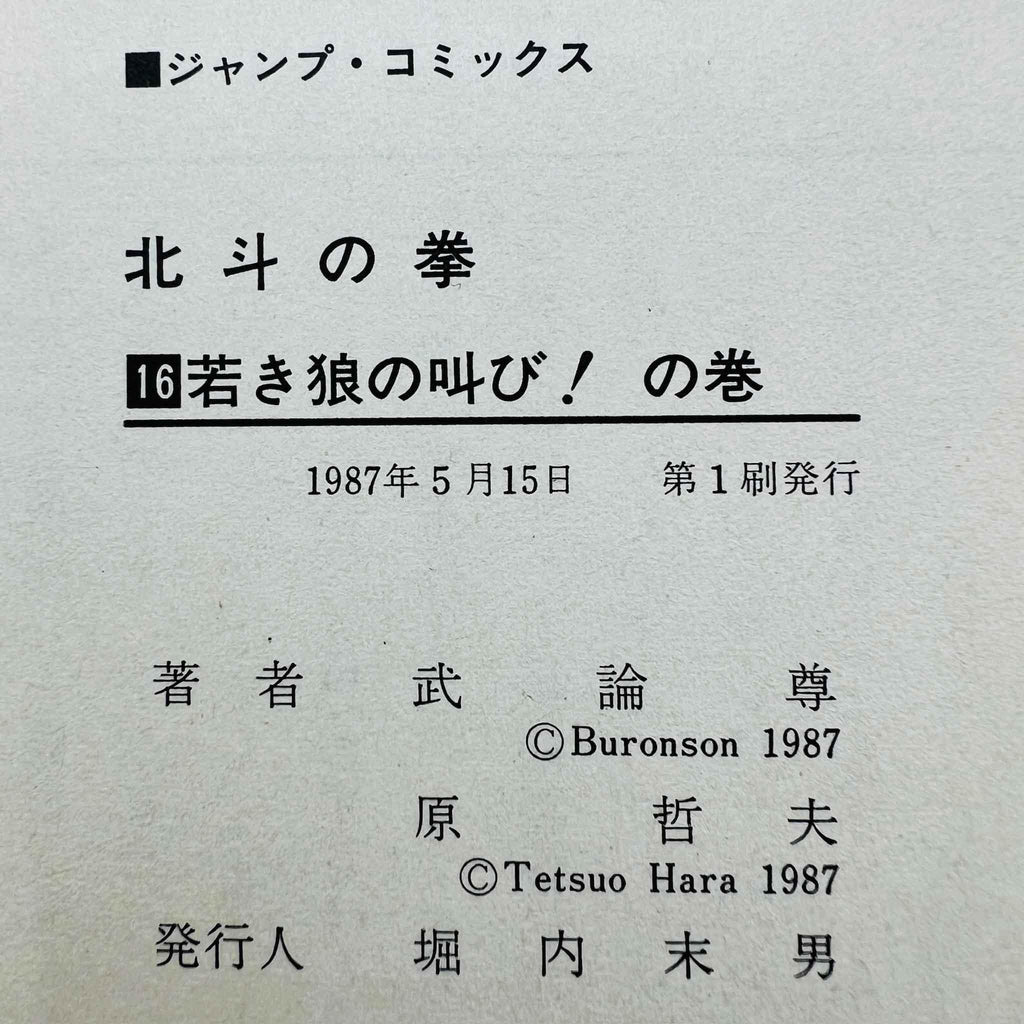 ■ジャンプ・コミックス
北斗の拳
16若き狼の叫び! の巻
1987年5月15日 第1刷発行
著者 武論尊
©Buronson 1987
原哲夫
©Tetsuo Hara 1987
発行人 堀内末男